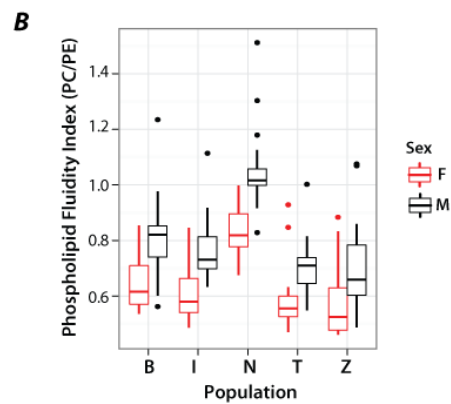 B
Phospholipid Fluidity Index (PC/PE)
1.4
1.2
1.0
0.8
0.6
B I N T Z
Population
Sex
F
M